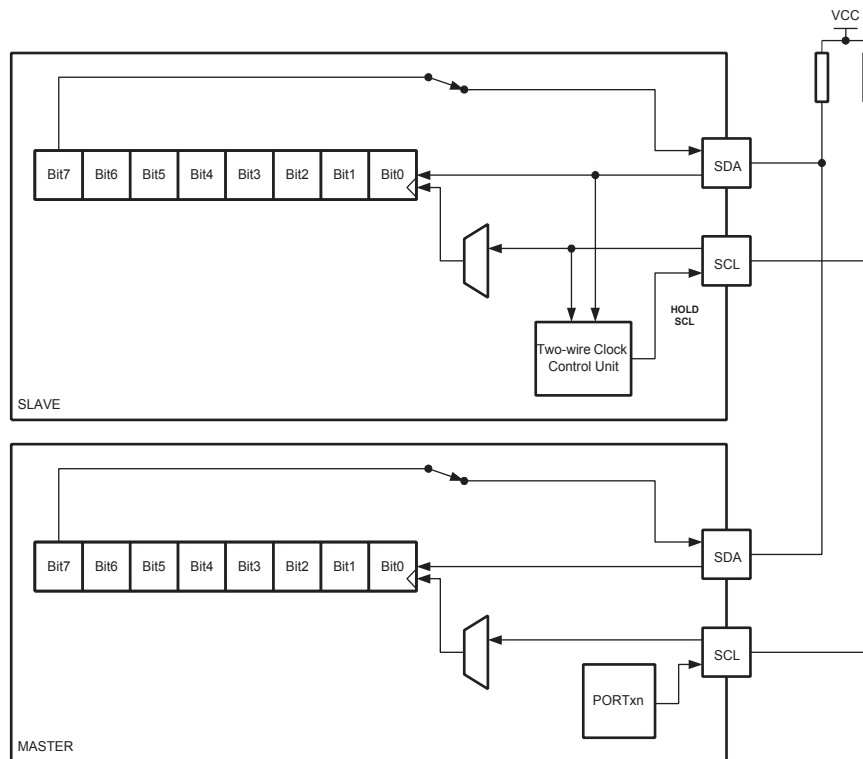 VCC
Bit7 Bit6 Bit5 Bit4 Bit3 Bit2 Bit1 Bit0
SDA
SCL
HOLD
SCL
Two-wire Clock
Control Unit
SLAVE
Bit7 Bit6 Bit5 Bit4 Bit3 Bit2 Bit1 Bit0
SDA
SCL
PORTxn
MASTER